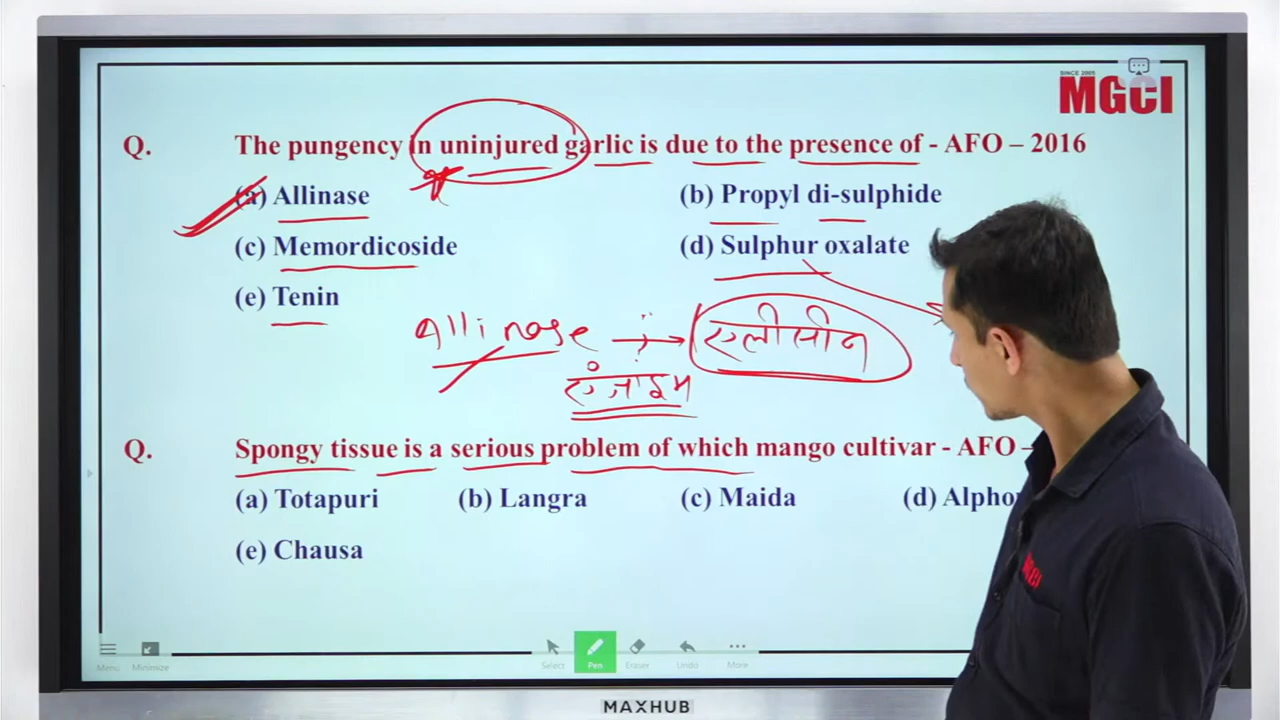 SINCE 2005
MGCI
Q. The pungency in uninjured garlic is due to the presence of - AFO – 2016
(a) Allinase (b) Propyl di-sulphide
(c) Memordicoside (d) Sulphur oxalate
(e) Tenin
Allinase → एलीसीन
एंजाइम
Q. Spongy tissue is a serious problem of which mango cultivar - AFO –
(a) Totapuri (b) Langra (c) Maida (d) Alpho
(e) Chausa
Menu Minimize Select Pen Eraser Undo More
MAXHUB